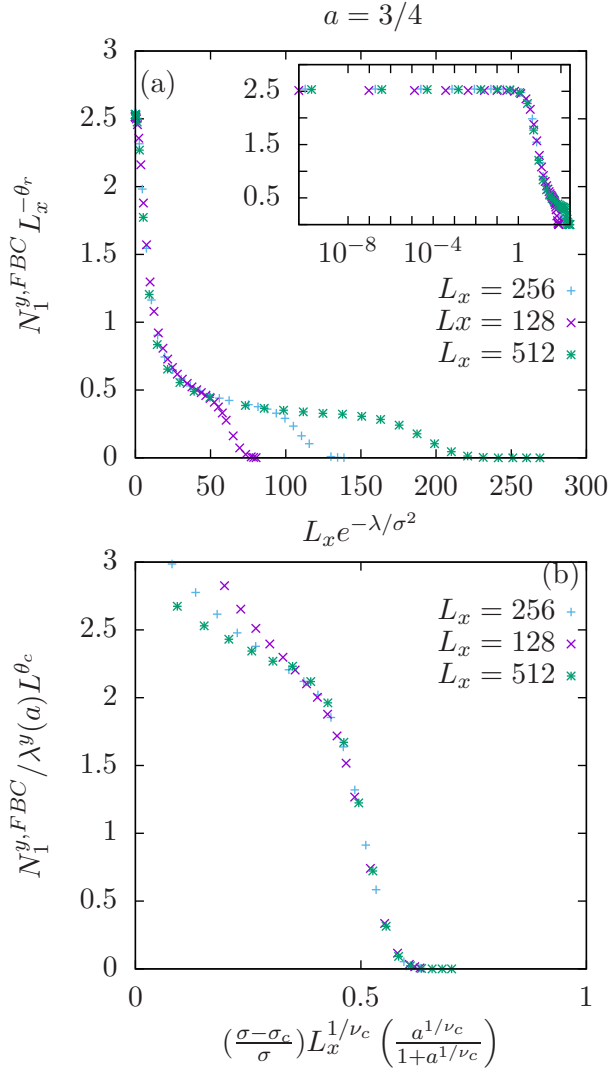 a = 3/4
(a)
N_1^{y,FBC} L_x^{-θ_r}
3
2.5
2
1.5
1
0.5
0
2.5
1.5
0.5
10^{-8} 10^{-4} 1
L_x = 256
Lx = 128
L_x = 512
0 50 100 150 200 250 300
L_x e^{-λ/σ^2}
(b)
N_1^{y,FBC}/λ^y(a)L^{θ_c}
3
2.5
2
1.5
1
0.5
0
L_x = 256
L_x = 128
L_x = 512
0 0.5 1
(\frac{σ-σ_c}{σ})L_x^{1/ν_c} (\frac{a^{1/ν_c}}{1+a^{1/ν_c}})